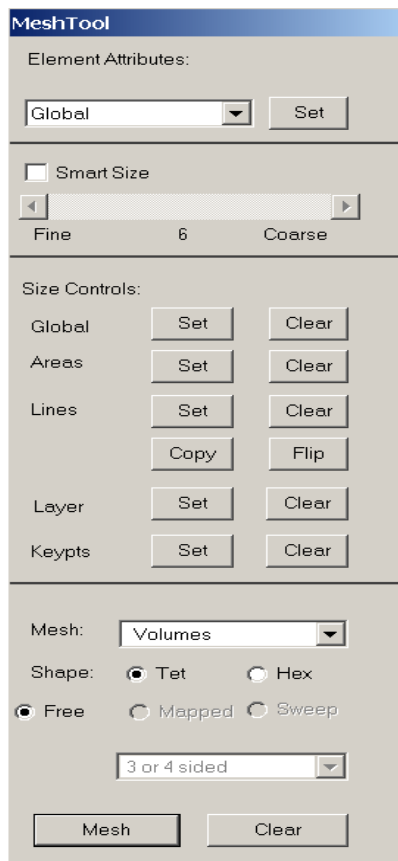 MeshTool
Element Attributes:
Global Set
Smart Size
Fine 6 Coarse
Size Controls:
Global Set Clear
Areas Set Clear
Lines Set Clear
Copy Flip
Layer Set Clear
Keypts Set Clear
Mesh: Volumes
Shape: Tet Hex
Free Mapped Sweep
3 or 4 sided
Mesh Clear